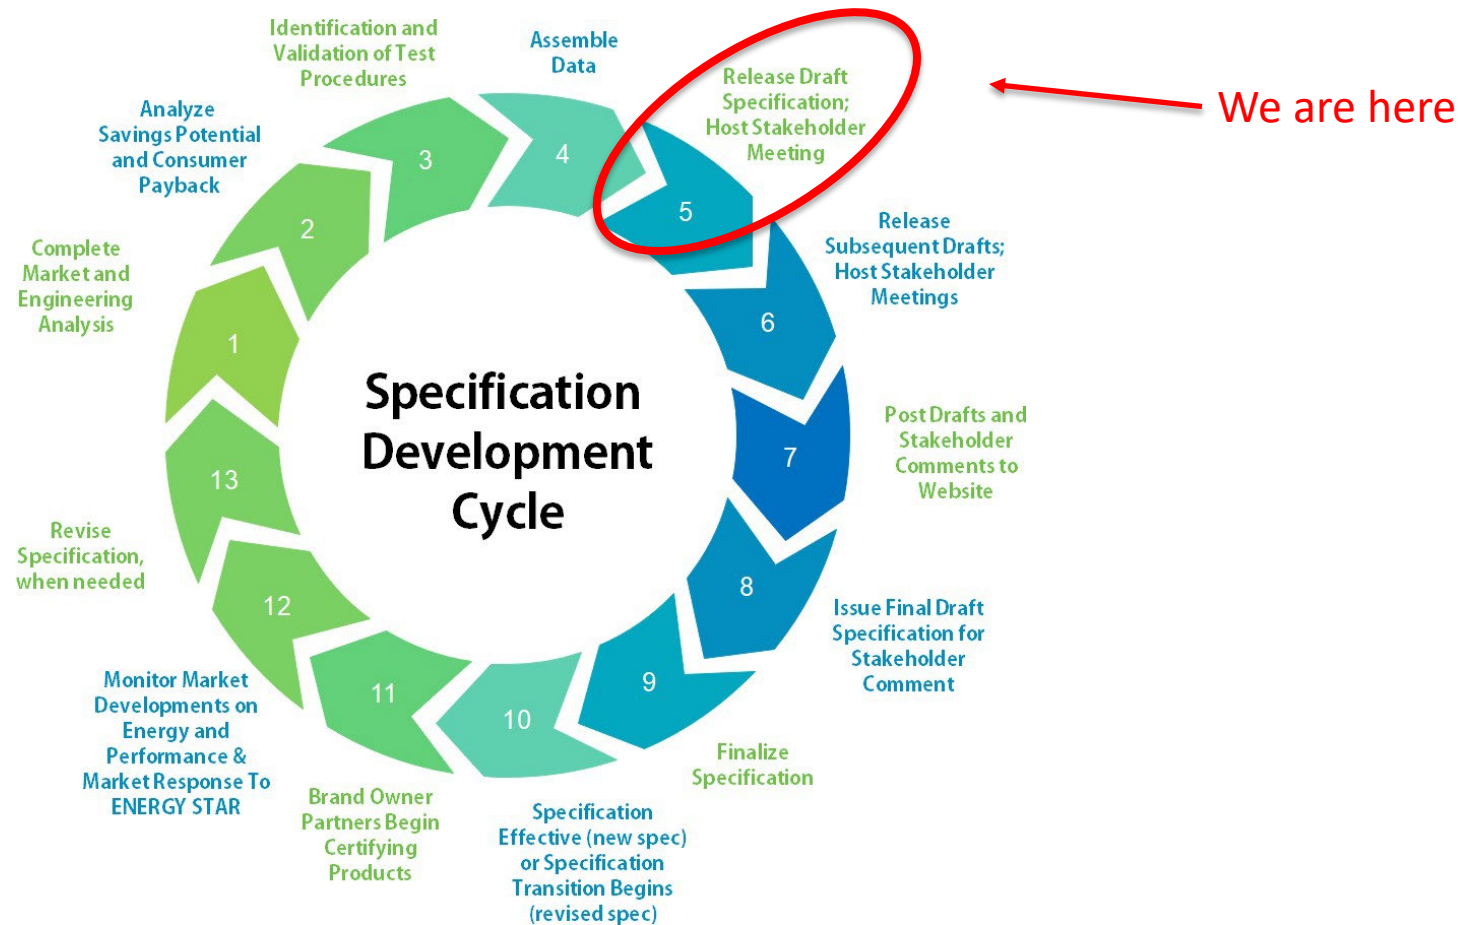 Specification
Development
Cycle
1
Complete
Market and
Engineering
Analysis
2
Analyze
Savings Potential
and Consumer
Payback
3
Identification and
Validation of Test
Procedures
4
Assemble
Data
5
Release Draft
Specification;
Host Stakeholder
Meeting
We are here
6
Release
Subsequent Drafts;
Host Stakeholder
Meetings
7
Post Drafts and
Stakeholder
Comments to
Website
8
Issue Final Draft
Specification for
Stakeholder
Comment
9
Finalize
Specification
10
Specification
Effective (new spec)
or Specification
Transition Begins
(revised spec)
11
Brand Owner
Partners Begin
Certifying
Products
12
Monitor Market
Developments on
Energy and
Performance &
Market Response To
ENERGY STAR
13
Revise
Specification,
when needed